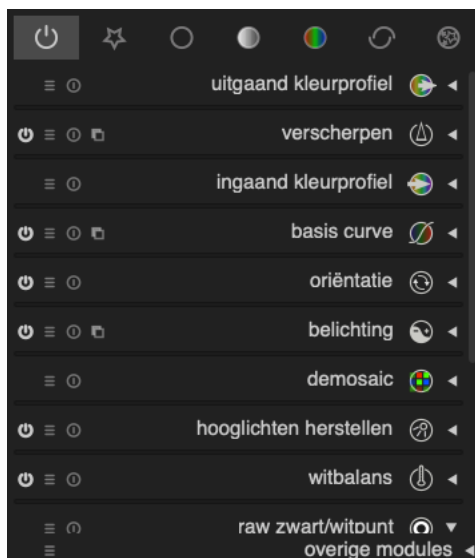 uitgaand kleurprofiel
verscherpen
ingaand kleurprofiel
basis curve
oriëntatie
belichting
demosaic
hooglichten herstellen
witbalans
raw zwart/witpunt
overige modules